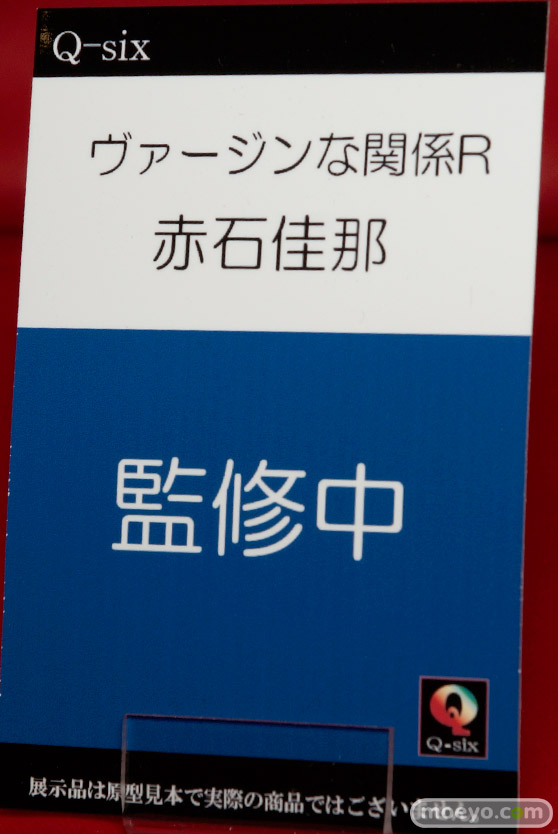 Q-six
ヴァージンな関係R
赤石佳那
監修中
Q
Q-six
展示品は原型見本で実際の商品ではござい
moeyo.com